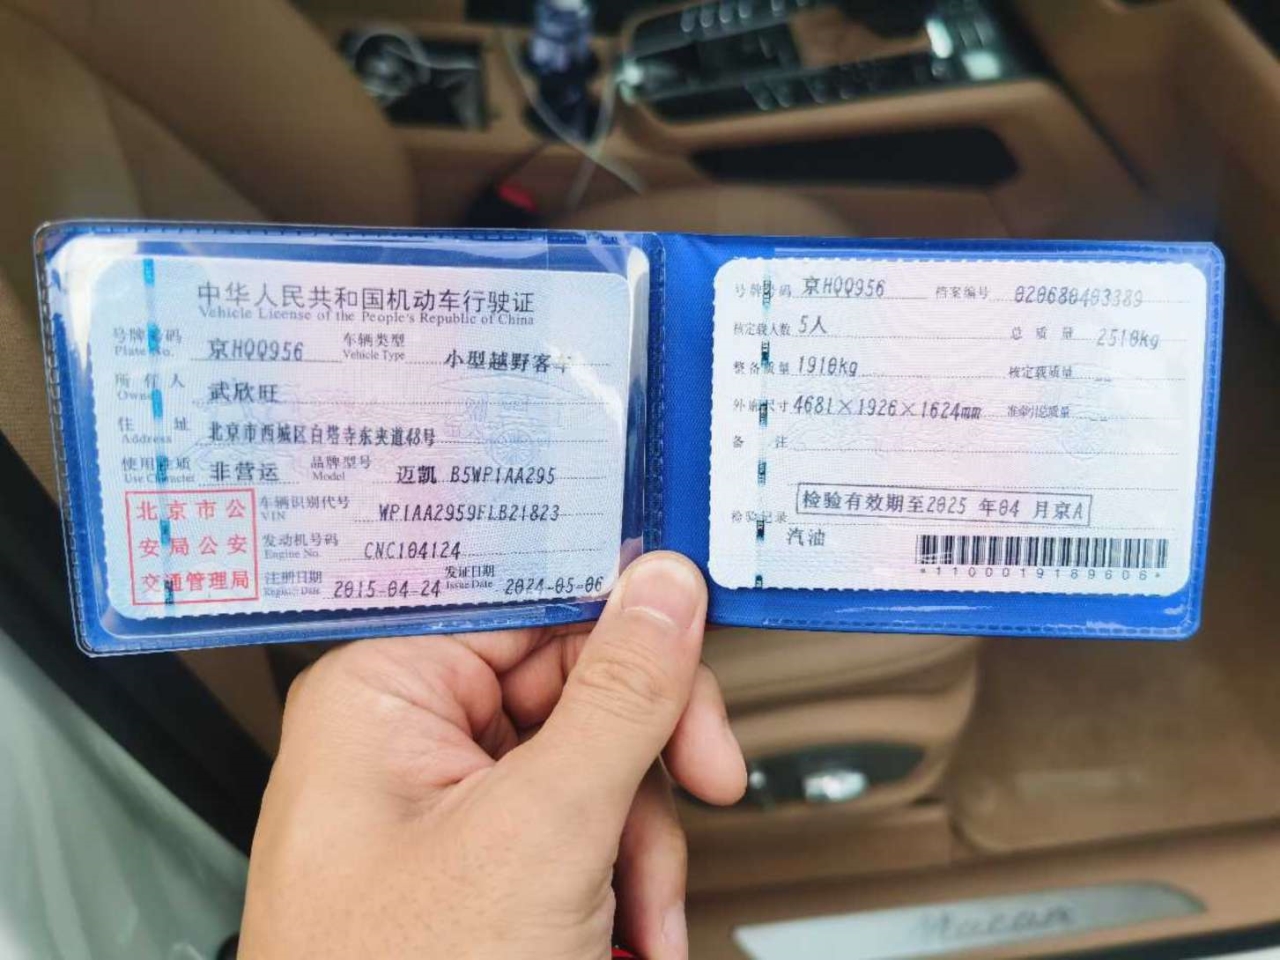 中华人民共和国机动车行驶证
Vehicle License of the People's Republic of China
号牌号码 京HQQ956 车辆类型 小型越野客车
Plate No. Vehicle Type
所有人 武欣旺
Owner
住址 北京市西城区白塔寺东夹道48号
Address
使用性质 非营运 品牌型号 迈凯 B5WP1AA295
Use Character Model
北京市公
安局公安
交通管理局
车辆识别代号 WP1AA2959FLB21823
VIN
发动机号码 CNC104124
Engine No.
注册日期 2015-04-24 发证日期 2024-05-06
Register Date Issue Date
号牌号码 京HQQ956 档案编号 020680403389
核定载人数 5人 总质量 2510kg
整备质量 1910kg 核定载质量 --
外廓尺寸 4681×1926×1624mm 准牵引总质量 --
备注
检验有效期至2025年04月京A
检验记录
汽油
*1100019189606*
Macan